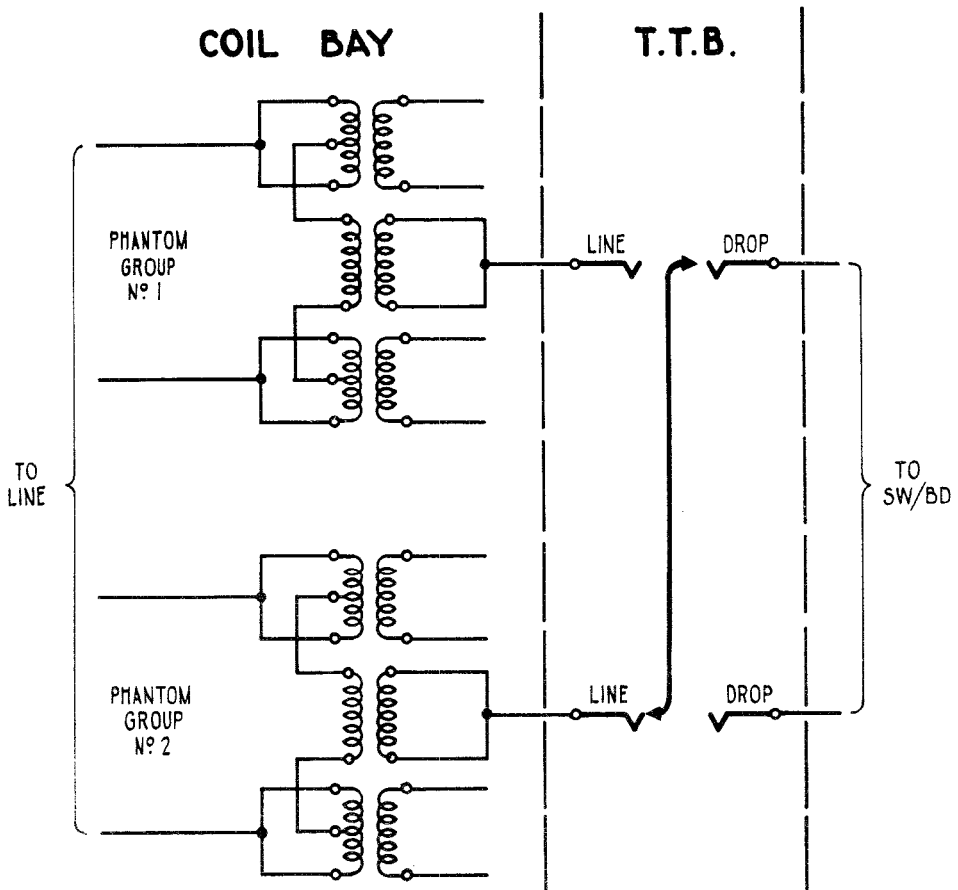 COIL BAY
T.T.B.
PHANTOM
GROUP
Nº 1
LINE
DROP
TO
LINE
TO
SW/BD
PHANTOM
GROUP
Nº 2
LINE
DROP